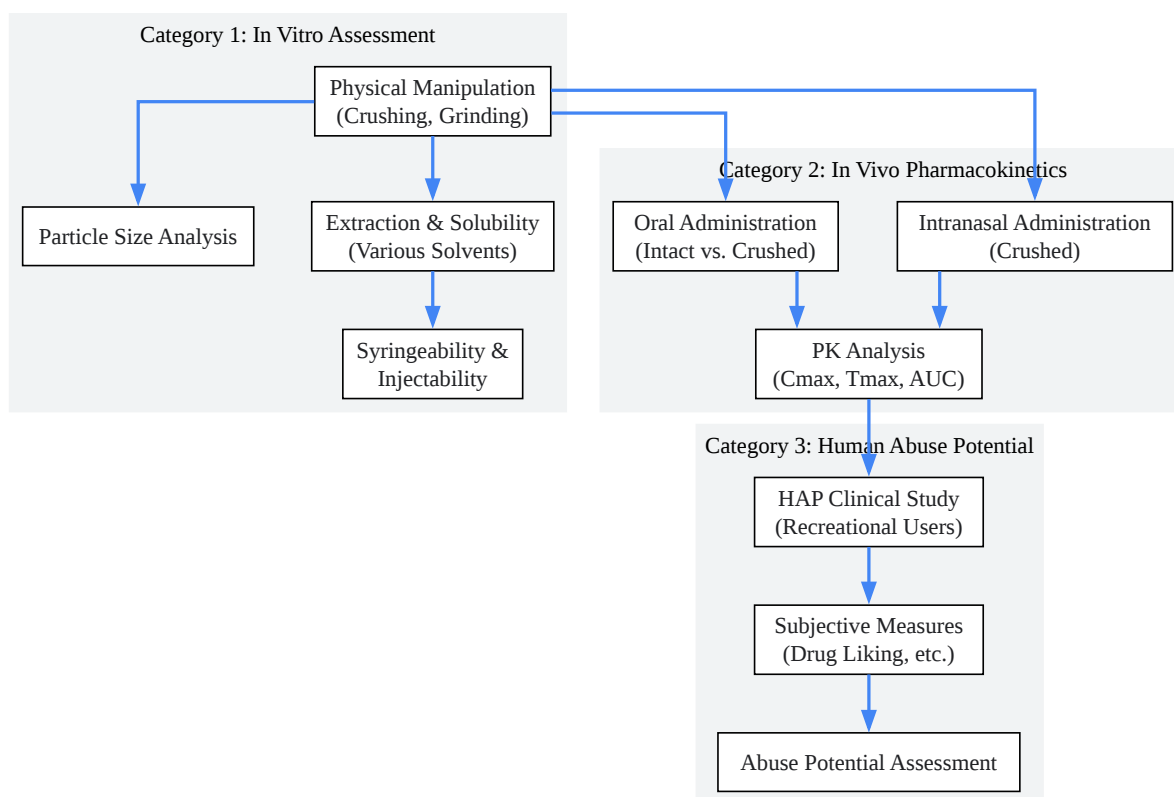 Category 1: In Vitro Assessment
Physical Manipulation
(Crushing, Grinding)
Particle Size Analysis
Extraction & Solubility
(Various Solvents)
Syringeability &
Injectability
Category 2: In Vivo Pharmacokinetics
Oral Administration
(Intact vs. Crushed)
Intranasal Administration
(Crushed)
PK Analysis
(Cmax, Tmax, AUC)
Category 3: Human Abuse Potential
HAP Clinical Study
(Recreational Users)
Subjective Measures
(Drug Liking, etc.)
Abuse Potential Assessment